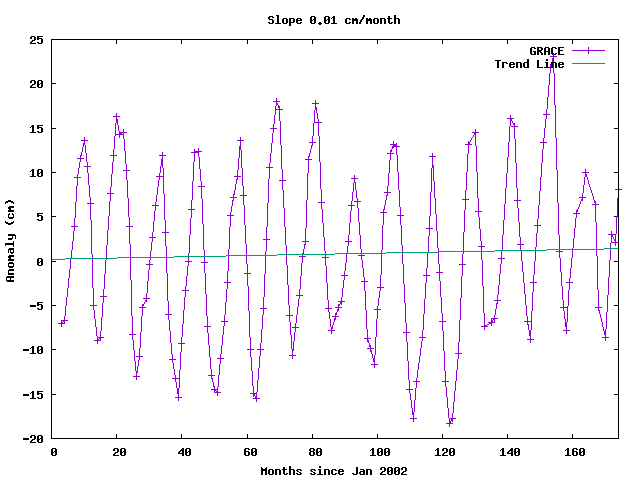 Slope 0.01 cm/month
GRACE
Trend Line
Anomaly (cm)
25
20
15
10
5
0
-5
-10
-15
-20
0 20 40 60 80 100 120 140 160
Months since Jan 2002